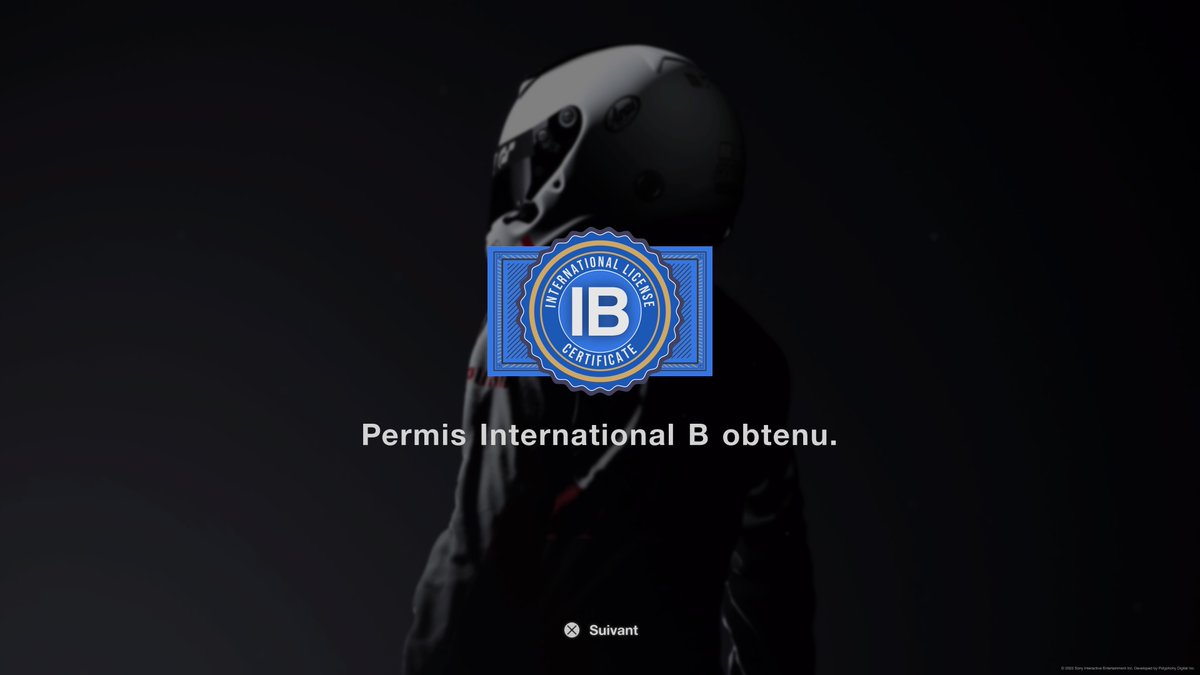 INTERNATIONAL LICENSE
IB
CERTIFICATE
Permis International B obtenu.
Suivant
© 2022 Sony Interactive Entertainment Inc. Developed by Polyphony Digital Inc.